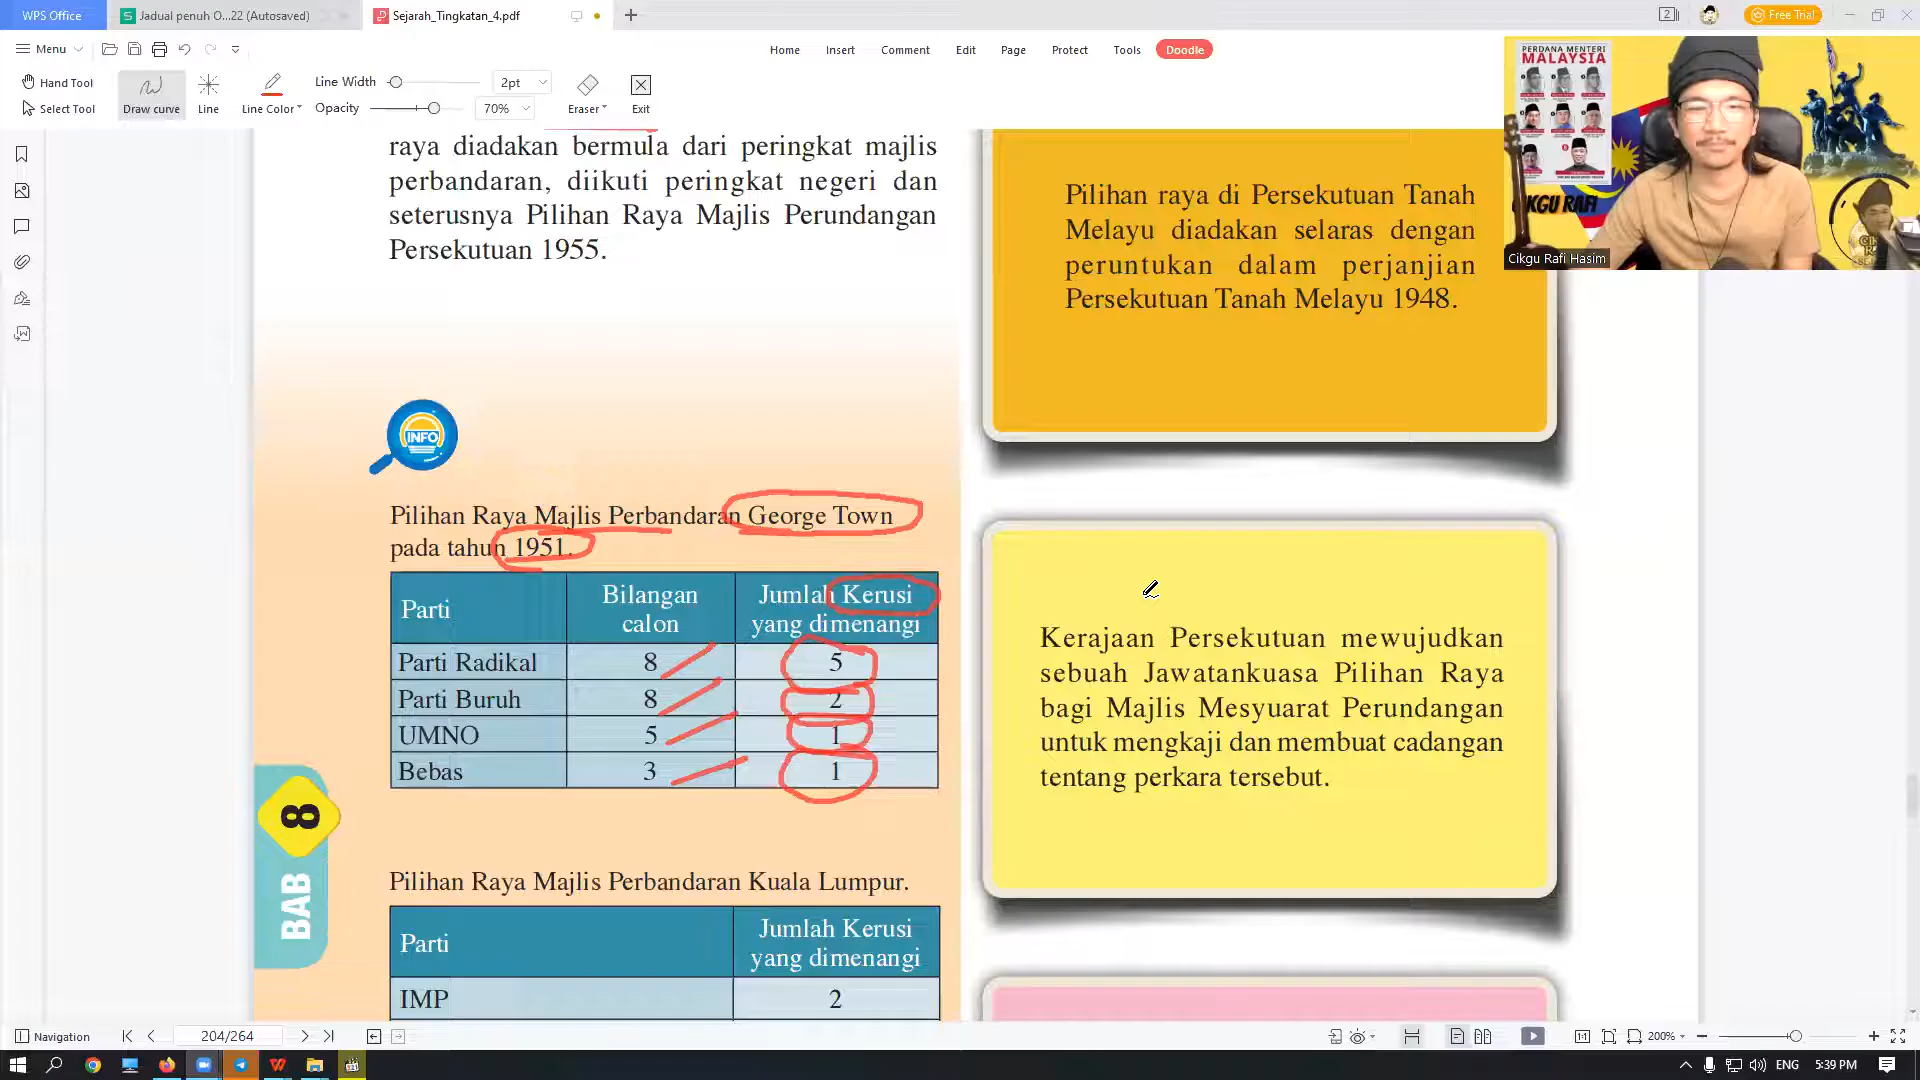 WPS Office
Jadual penuh O...22 (Autosaved)
Sejarah_Tingkatan_4.pdf
2
Free Trial
Menu
Home
Insert
Comment
Edit
Page
Protect
Tools
Doodle
Hand Tool
Select Tool
Draw curve
Line
Line Color
Line Width
2pt
Opacity
70%
Eraser
Exit
PERDANA MENTERI
MALAYSIA
CIKGU RAFI
Cikgu Rafi Hasim
raya diadakan bermula dari peringkat majlis
perbandaran, diikuti peringkat negeri dan
seterusnya Pilihan Raya Majlis Perundangan
Persekutuan 1955.
INFO
Pilihan Raya Majlis Perbandaran George Town
pada tahun 1951.
Parti
Bilangan calon
Jumlah Kerusi yang dimenangi
Parti Radikal 8 5
Parti Buruh 8 2
UMNO 5 1
Bebas 3 1
BAB 8
Pilihan Raya Majlis Perbandaran Kuala Lumpur.
Parti
Jumlah Kerusi yang dimenangi
IMP 2
Pilihan raya di Persekutuan Tanah
Melayu diadakan selaras dengan
peruntukan dalam perjanjian
Persekutuan Tanah Melayu 1948.
Kerajaan Persekutuan mewujudkan
sebuah Jawatankuasa Pilihan Raya
bagi Majlis Mesyuarat Perundangan
untuk mengkaji dan membuat cadangan
tentang perkara tersebut.
Navigation
204/264
200%
ENG
5:39 PM